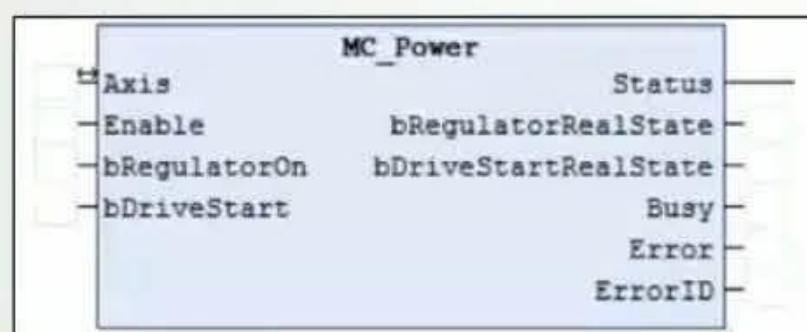 MC_Power
Axis Status
Enable bRegulatorRealState
bRegulatorOn bDriveStartRealState
bDriveStart Busy
Error
ErrorID